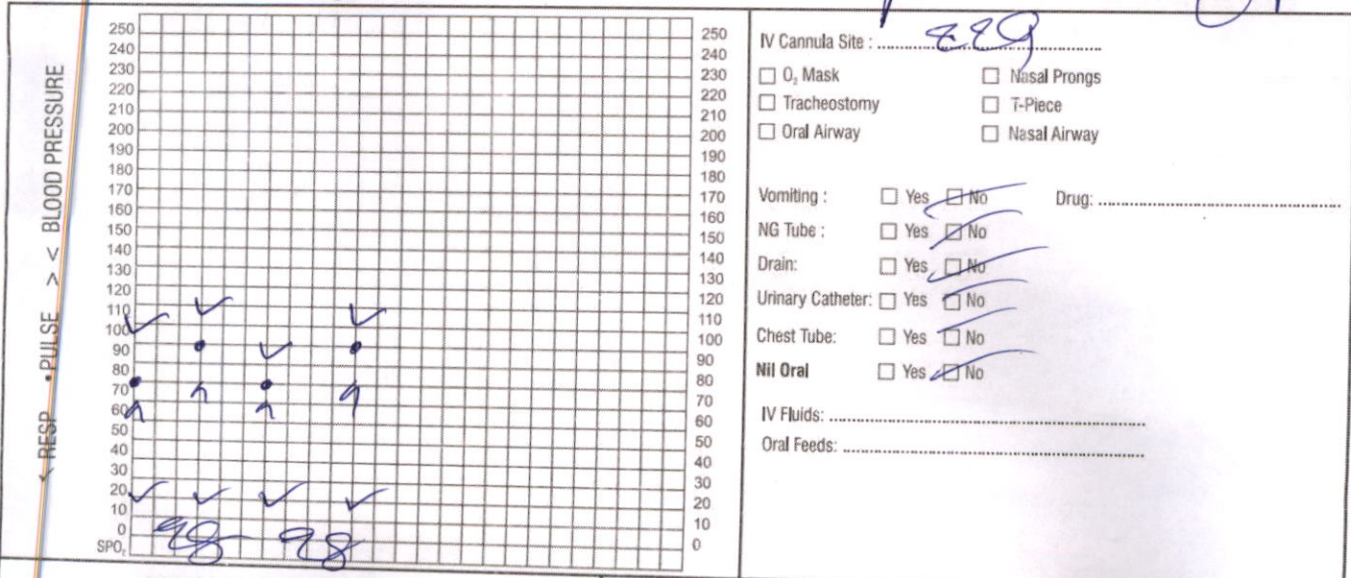 < RESP • PULSE > < BLOOD PRESSURE
250 250
240 240
230 230
220 220
210 210
200 200
190 190
180 180
170 170
160 160
150 150
140 140
130 130
120 120
110 110
100 100
90 90
80 80
70 70
60 60
50 50
40 40
30 30
20 20
10 10
0 0
SPO₂ 98 98
IV Cannula Site :
☐ O₂ Mask ☐ Nasal Prongs
☐ Tracheostomy ☐ T-Piece
☐ Oral Airway ☐ Nasal Airway
Vomiting : ☐ Yes ☐ No Drug:
NG Tube : ☐ Yes ☐ No
Drain: ☐ Yes ☐ No
Urinary Catheter: ☐ Yes ☐ No
Chest Tube: ☐ Yes ☐ No
Nil Oral ☐ Yes ☐ No
IV Fluids:
Oral Feeds: